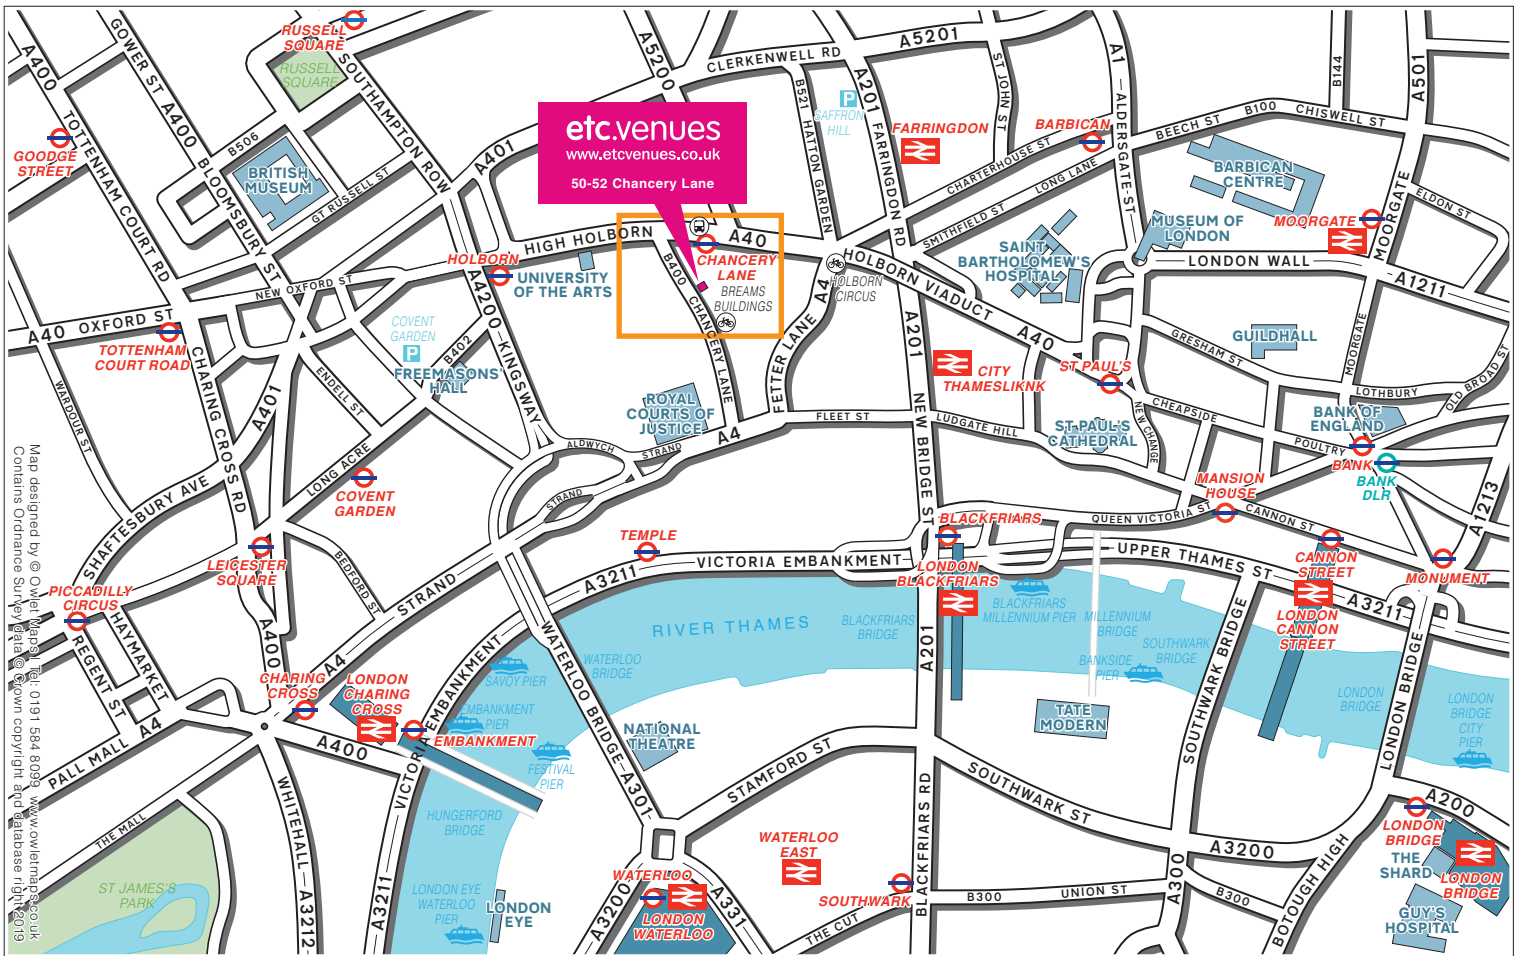 A400
GOWER ST
A400
RUSSELL
SQUARE
RUSSELL
SQUARE
SOUTHAMPTON ROW
A5200
CLERKENWELL RD
A5201
ST JOHN ST
A1
ALDERSGATE-ST
B144
A501
B100
CHISWELL ST
BEECH ST
B521
HATTON GARDEN
A201
FARRINGDON RD
P
SAFFRON
HILL
FARRINGDON
BARBICAN
CHARTERHOUSE ST
LONG LANE
SMITHFIELD ST
BARBICAN
CENTRE
MOORGATE
MOORGATE
ELDON ST
GOODGE
STREET
TOTTENHAM COURT RD
B506
BRITISH
MUSEUM
GT RUSSELL ST
BLOOMSBURY ST
A401
etc.venues
www.etcvenues.co.uk
50-52 Chancery Lane
HIGH HOLBORN
A40
CHANCERY
LANE
B400
CHANCERY LANE
BREAMS
BUILDINGS
HOLBORN
UNIVERSITY
OF THE ARTS
A4
HOLBORN
CIRCUS
HOLBORN VIADUCT
A40
SAINT
BARTHOLOMEW'S
HOSPITAL
MUSEUM OF
LONDON
LONDON WALL
A1211
NEW OXFORD ST
A40
OXFORD ST
TOTTENHAM
COURT ROAD
A4200
KINGSWAY
COVENT
GARDEN
P
B402
FREEMASONS'
HALL
ENDELL ST
CHARING CROSS RD
A401
WARDOUR ST
FETTER LANE
ROYAL
COURTS OF
JUSTICE
A4
FLEET ST
A201
CITY
THAMESLIKNK
ST PAUL'S
GUILDHALL
GRESHAM ST
MOORGATE
LOTHBURY
OLD BROAD ST
BANK OF
ENGLAND
CHEAPSIDE
POULTRY
BANK
BANK
DLR
NEW CHANGE
ST PAUL'S
CATHEDRAL
LUDGATE HILL
NEW BRIDGE ST
ALDWYCH
STRAND
STRAND
LONG ACRE
COVENT
GARDEN
SHAFTESBURY AVE
LEICESTER
SQUARE
BEDFORD ST
TEMPLE
A3211
VICTORIA EMBANKMENT
BLACKFRIARS
LONDON
BLACKFRIARS
QUEEN VICTORIA ST
MANSION
HOUSE
CANNON ST
CANNON
STREET
A1213
MONUMENT
UPPER THAMES ST
A3211
LONDON
CANNON
STREET
PICCADILLY
CIRCUS
HAYMARKET
REGENT ST
A400
STRAND
A4
RIVER THAMES
BLACKFRIARS
BRIDGE
BLACKFRIARS
MILLENNIUM PIER
MILLENNIUM
BRIDGE
SOUTHWARK
BRIDGE
BANKSIDE
PIER
SOUTHWARK BRIDGE
LONDON
BRIDGE
LONDON BRIDGE
LONDON
BRIDGE
CITY
PIER
WATERLOO
BRIDGE
WATERLOO BRIDGE
A301
SAVOY PIER
EMBANKMENT
PIER
FESTIVAL
PIER
HUNGERFORD
BRIDGE
CHARING
CROSS
LONDON
CHARING
CROSS
EMBANKMENT
VICTORIA EMBANKMENT
A400
PALL MALL
A4
THE MALL
WHITEHALL
A3212
A3211
ST JAMES'S
PARK
LONDON EYE
WATERLOO
PIER
LONDON
EYE
NATIONAL
THEATRE
A201
TATE
MODERN
STAMFORD ST
SOUTHWARK ST
BLACKFRIARS RD
WATERLOO
EAST
WATERLOO
LONDON
WATERLOO
A3200
A331
SOUTHWARK
THE CUT
B300
UNION ST
A300
B300
A3200
BOTOUGH HIGH
A200
LONDON
BRIDGE
THE
SHARD
LONDON
BRIDGE
GUY'S
HOSPITAL
Map designed by © Owlet Maps | Tel: 0191 584 8099 www.owletmaps.co.uk
Contains Ordnance Survey data © Crown copyright and database right 2019